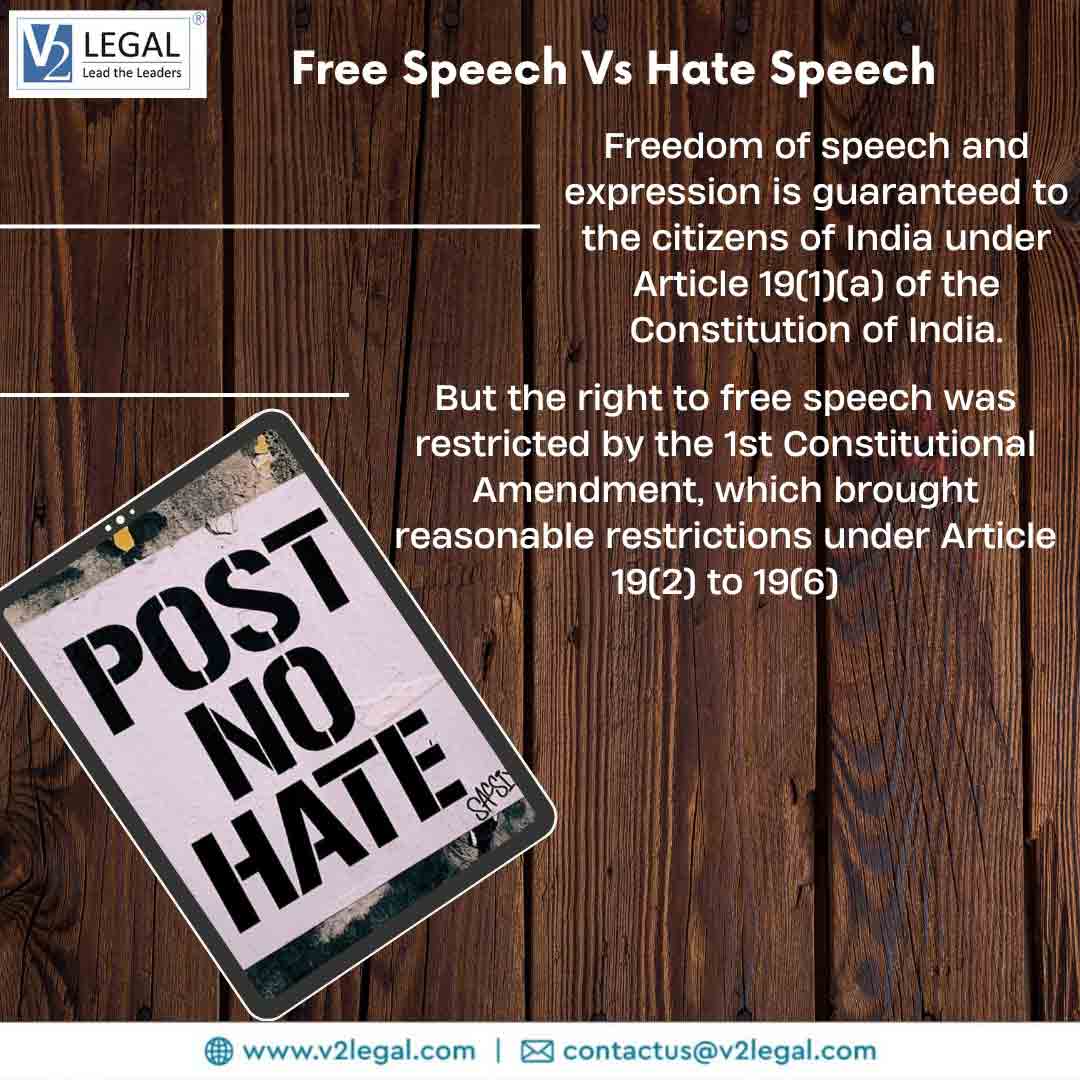 V2 LEGAL ®
Lead the Leaders
Free Speech Vs Hate Speech
Freedom of speech and
expression is guaranteed to
the citizens of India under
Article 19(1)(a) of the
Constitution of India.
But the right to free speech was
restricted by the 1st Constitutional
Amendment, which brought
reasonable restrictions under Article
19(2) to 19(6)
POST
NO
HATE
www.v2legal.com | contactus@v2legal.com